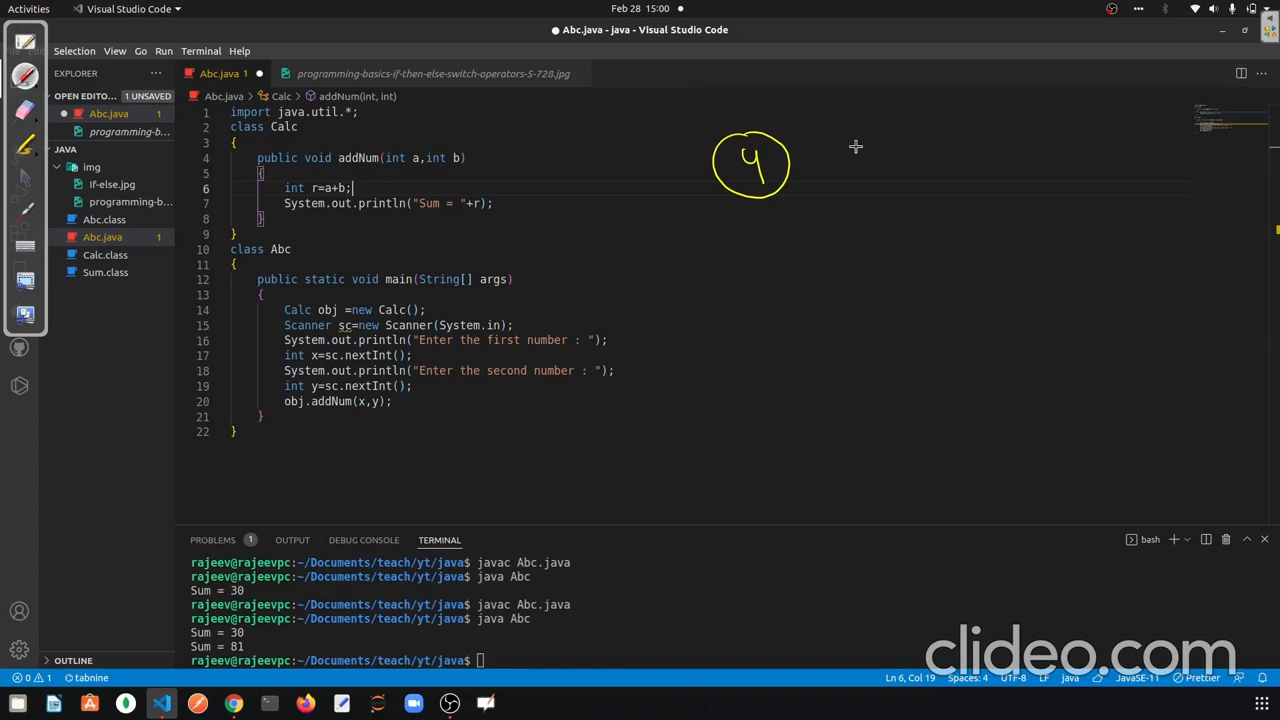 Activities
Visual Studio Code
Feb 28 15:00
Abc.java - java - Visual Studio Code
Selection View Go Run Terminal Help
EXPLORER
Abc.java 1
programming-basics-if-then-else-switch-operators-5-728.jpg
OPEN EDITO... 1 UNSAVED
Abc.java 1
programming-b...
JAVA
img
If-else.jpg
programming-b...
Abc.class
Abc.java 1
Calc.class
Sum.class
OUTLINE
Abc.java > Calc > addNum(int, int)
1 import java.util.*;
2 class Calc
3 {
4 public void addNum(int a,int b)
5 {
6 int r=a+b;
7 System.out.println("Sum = "+r);
8 }
9 }
10 class Abc
11 {
12 public static void main(String[] args)
13 {
14 Calc obj =new Calc();
15 Scanner sc=new Scanner(System.in);
16 System.out.println("Enter the first number : ");
17 int x=sc.nextInt();
18 System.out.println("Enter the second number : ");
19 int y=sc.nextInt();
20 obj.addNum(x,y);
21 }
22 }
4
PROBLEMS 1 OUTPUT DEBUG CONSOLE TERMINAL
bash
rajeev@rajeevpc:~/Documents/teach/yt/java$ javac Abc.java
rajeev@rajeevpc:~/Documents/teach/yt/java$ java Abc
Sum = 30
rajeev@rajeevpc:~/Documents/teach/yt/java$ javac Abc.java
rajeev@rajeevpc:~/Documents/teach/yt/java$ java Abc
Sum = 30
Sum = 81
rajeev@rajeevpc:~/Documents/teach/yt/java$
clideo.com
0 1 tabnine
Ln 6, Col 19 Spaces: 4 UTF-8 LF java JavaSE-11 Prettier